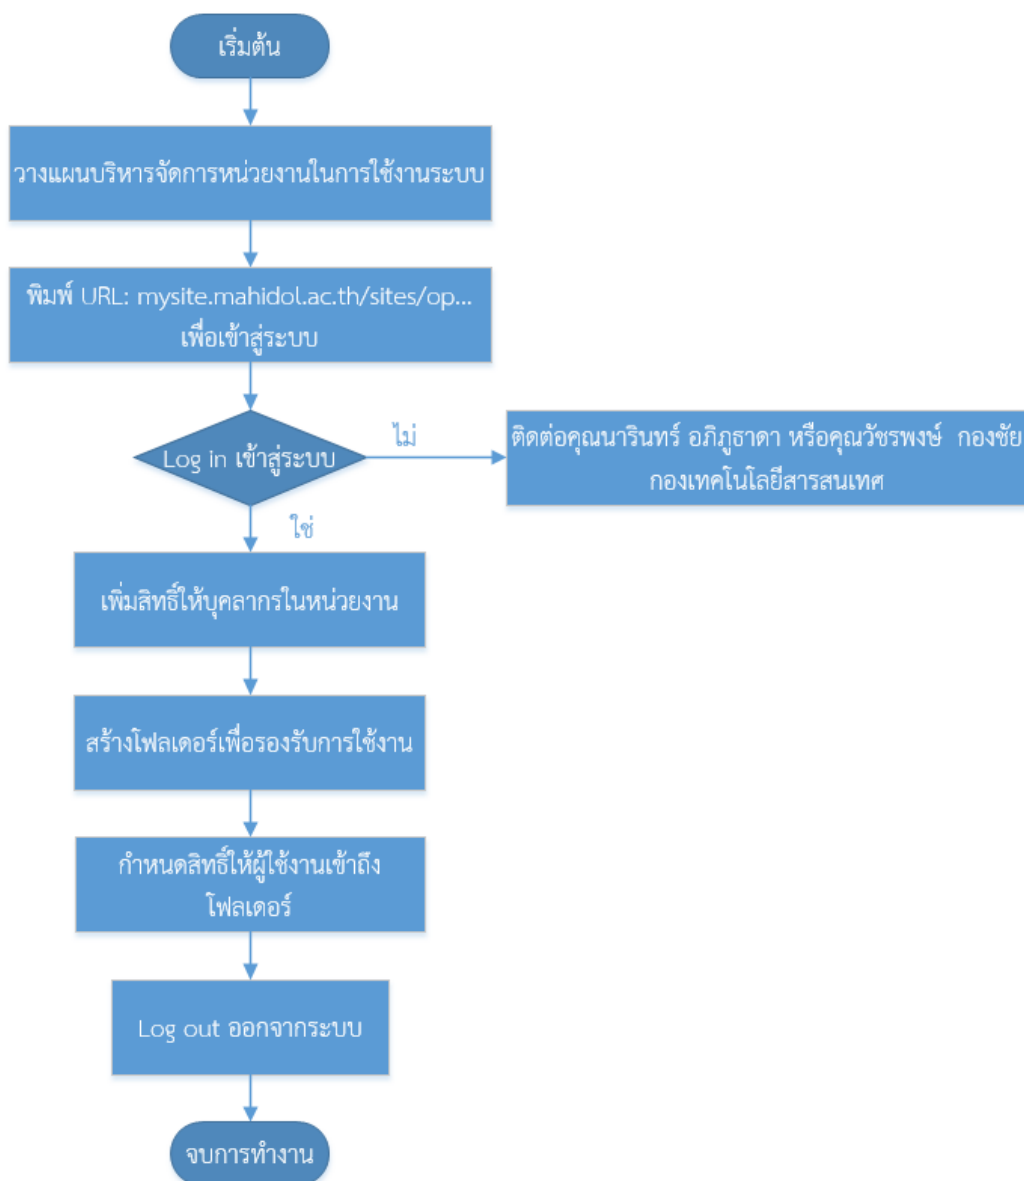 เริ่มต้น
วางแผนบริหารจัดการหน่วยงานในการใช้งานระบบ
พิมพ์ URL: mysite.mahidol.ac.th/sites/op...
เพื่อเข้าสู่ระบบ
Log in เข้าสู่ระบบ
ไม่
ติดต่อคุณนารินทร์ อภิภูธาดา หรือคุณวัชรพงษ์ กองชัย
กองเทคโนโลยีสารสนเทศ
ใช่
เพิ่มสิทธิ์ให้บุคลากรในหน่วยงาน
สร้างโฟลเดอร์เพื่อรองรับการใช้งาน
กำหนดสิทธิ์ให้ผู้ใช้งานเข้าถึง
โฟลเดอร์
Log out ออกจากระบบ
จบการทำงาน